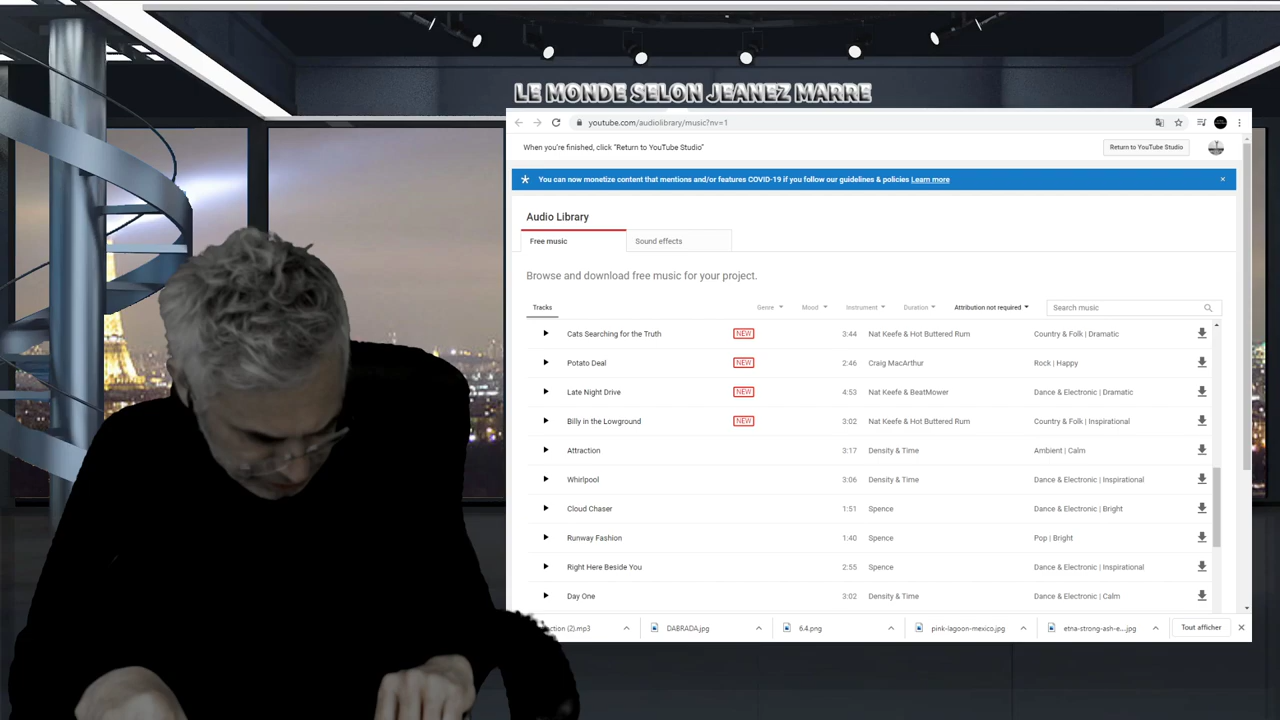 LE MONDE SELON JEANEZ MARRE
youtube.com/audiolibrary/music?nv=1
When you're finished, click "Return to YouTube Studio"
Return to YouTube Studio
You can now monetize content that mentions and/or features COVID-19 if you follow our guidelines & policies Learn more
Audio Library
Free music Sound effects
Browse and download free music for your project.
Tracks Genre Mood Instrument Duration Attribution not required Search music
Cats Searching for the Truth NEW 3:44 Nat Keefe & Hot Buttered Rum Country & Folk | Dramatic
Potato Deal NEW 2:46 Craig MacArthur Rock | Happy
Late Night Drive NEW 4:53 Nat Keefe & BeatMower Dance & Electronic | Dramatic
Billy in the Lowground NEW 3:02 Nat Keefe & Hot Buttered Rum Country & Folk | Inspirational
Attraction 3:17 Density & Time Ambient | Calm
Whirlpool 3:06 Density & Time Dance & Electronic | Inspirational
Cloud Chaser 1:51 Spence Dance & Electronic | Bright
Runway Fashion 1:40 Spence Pop | Bright
Right Here Beside You 2:55 Spence Dance & Electronic | Inspirational
Day One 3:02 Density & Time Dance & Electronic | Calm
ction (2).mp3 DABRADA.jpg 6.4.png pink-lagoon-mexico.jpg etna-strong-ash-e....jpg Tout afficher